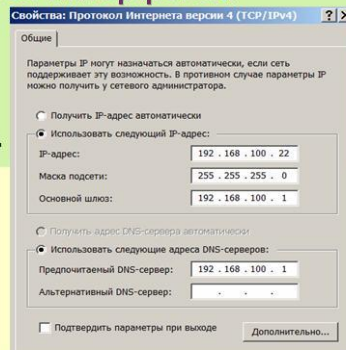 Свойства: Протокол Интернета версии 4 (TCP/IPv4)
Общие
Параметры IP могут назначаться автоматически, если сеть
поддерживает эту возможность. В противном случае параметры IP
можно получить у сетевого администратора.
Получить IP-адрес автоматически
Использовать следующий IP-адрес:
IP-адрес: 192 . 168 . 100 . 22
Маска подсети: 255 . 255 . 255 . 0
Основной шлюз: 192 . 168 . 100 . 1
Получить адрес DNS-сервера автоматически
Использовать следующие адреса DNS-серверов:
Предпочитаемый DNS-сервер: 192 . 168 . 100 . 1
Альтернативный DNS-сервер: . . .
Подтвердить параметры при выходе
Дополнительно...